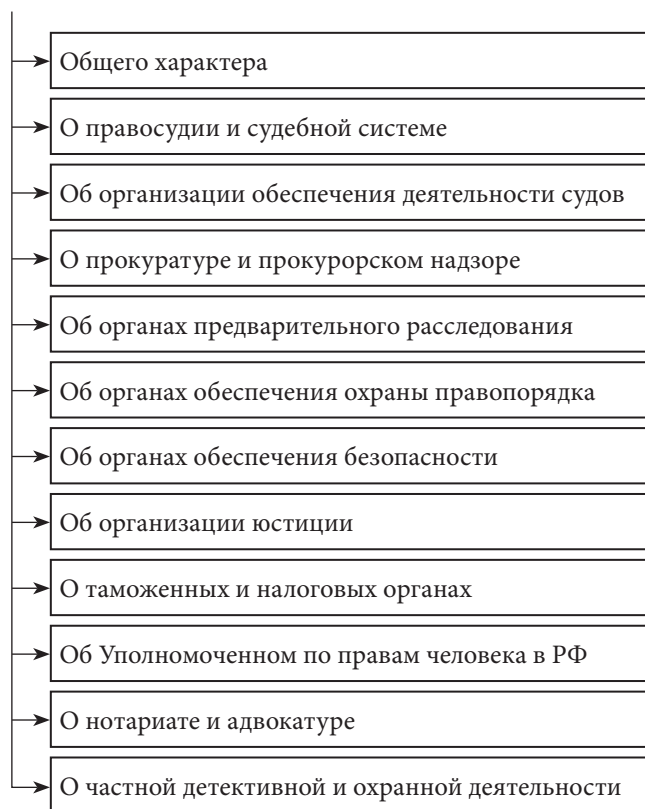 Общего характера
О правосудии и судебной системе
Об организации обеспечения деятельности судов
О прокуратуре и прокурорском надзоре
Об органах предварительного расследования
Об органах обеспечения охраны правопорядка
Об органах обеспечения безопасности
Об организации юстиции
О таможенных и налоговых органах
Об Уполномоченном по правам человека в РФ
О нотариате и адвокатуре
О частной детективной и охранной деятельности